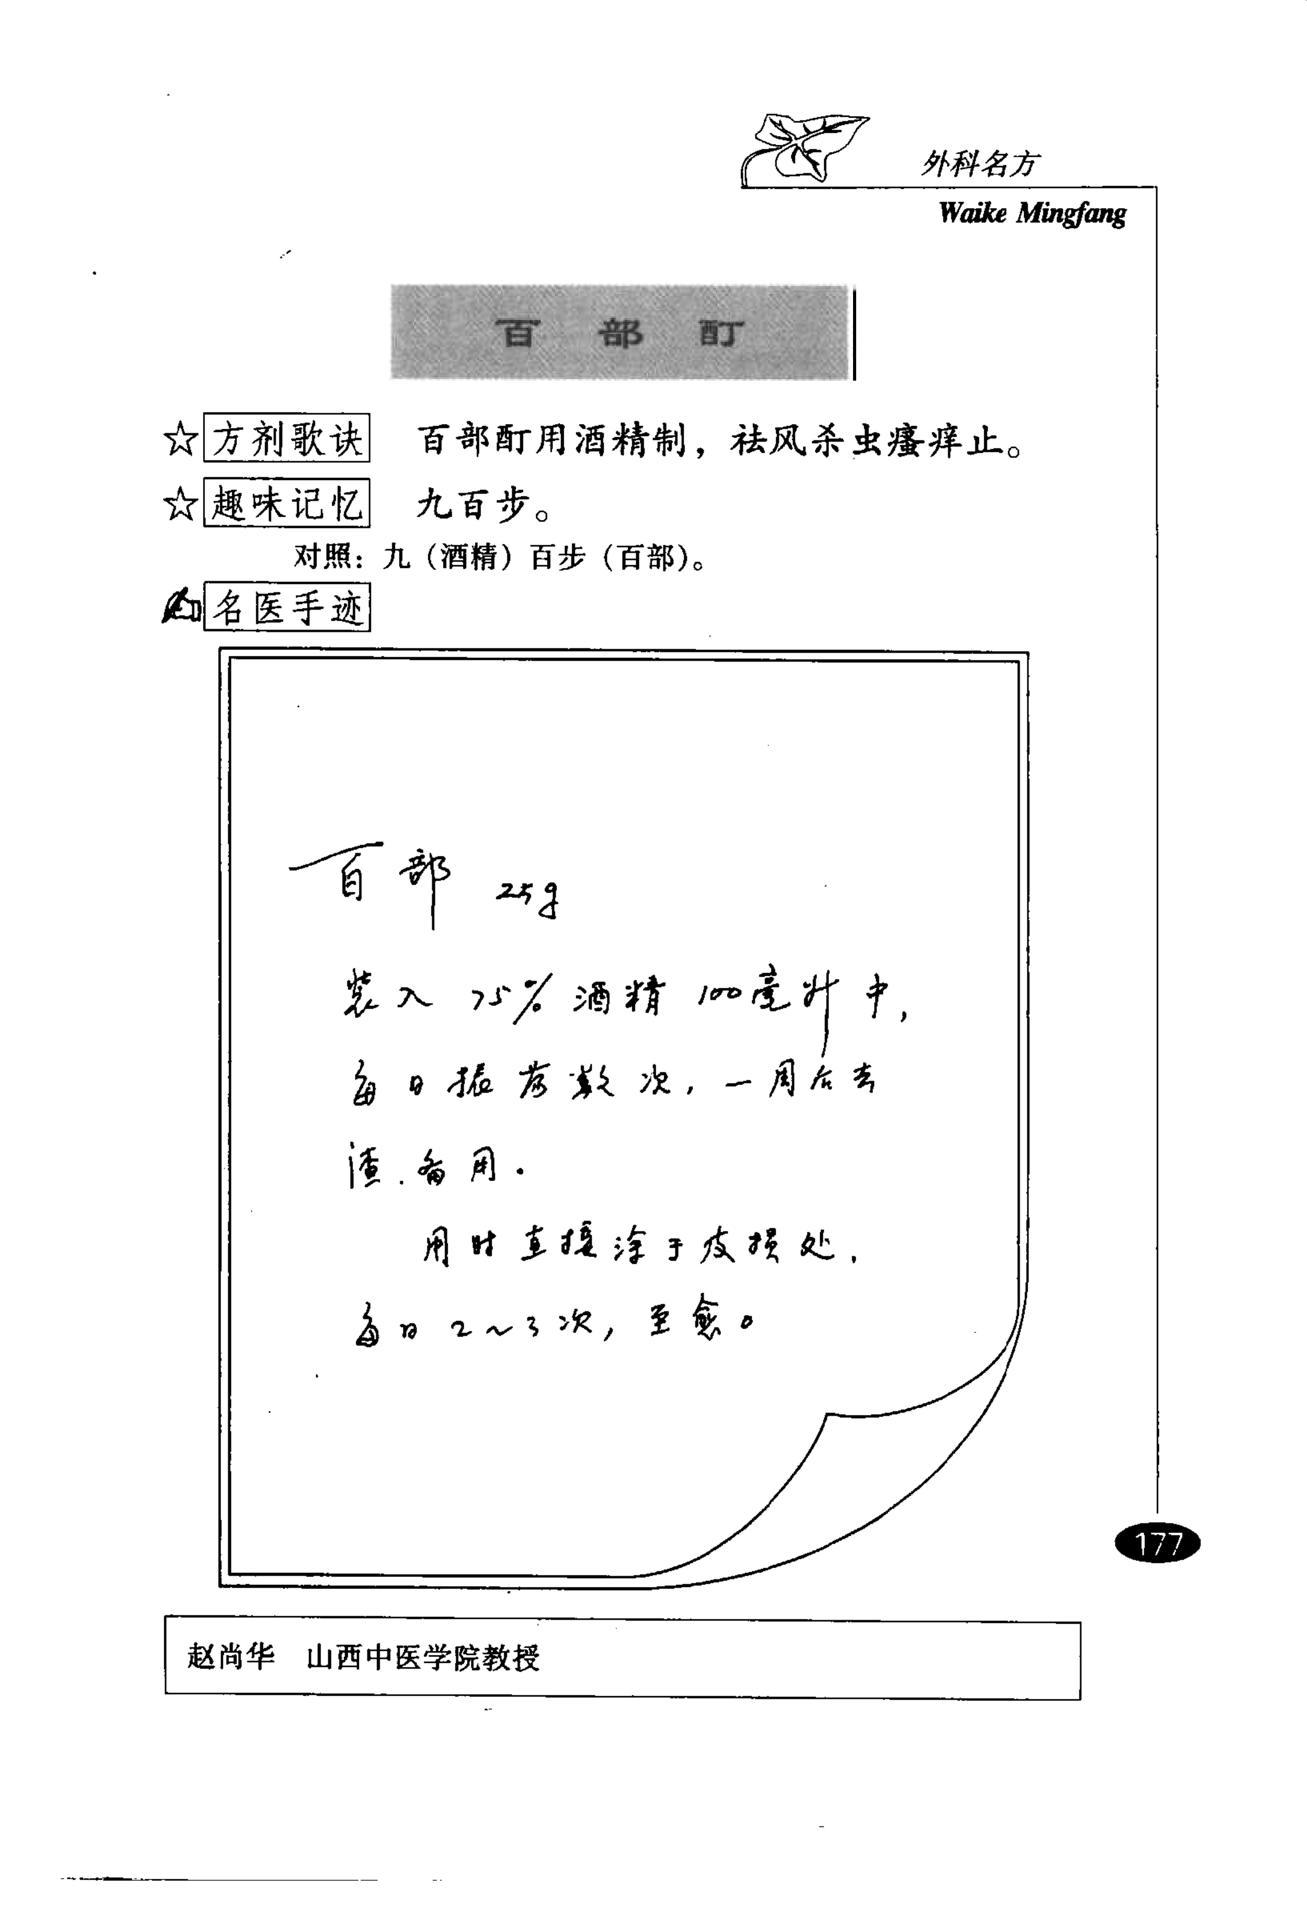 外科名方
Waike Mingfang
百部酊
☆方剂歌诀 百部酊用酒精制，祛风杀虫瘙痒止。
☆趣味记忆 九百步。
对照：九（酒精）百步（百部）。
名医手迹
百部 25g
装入 75% 酒精 100毫升中，
每日振荡数次，一周后去
渣、备用。
用时直接涂于皮损处，
每日2～3次，至愈。
177
赵尚华 山西中医学院教授